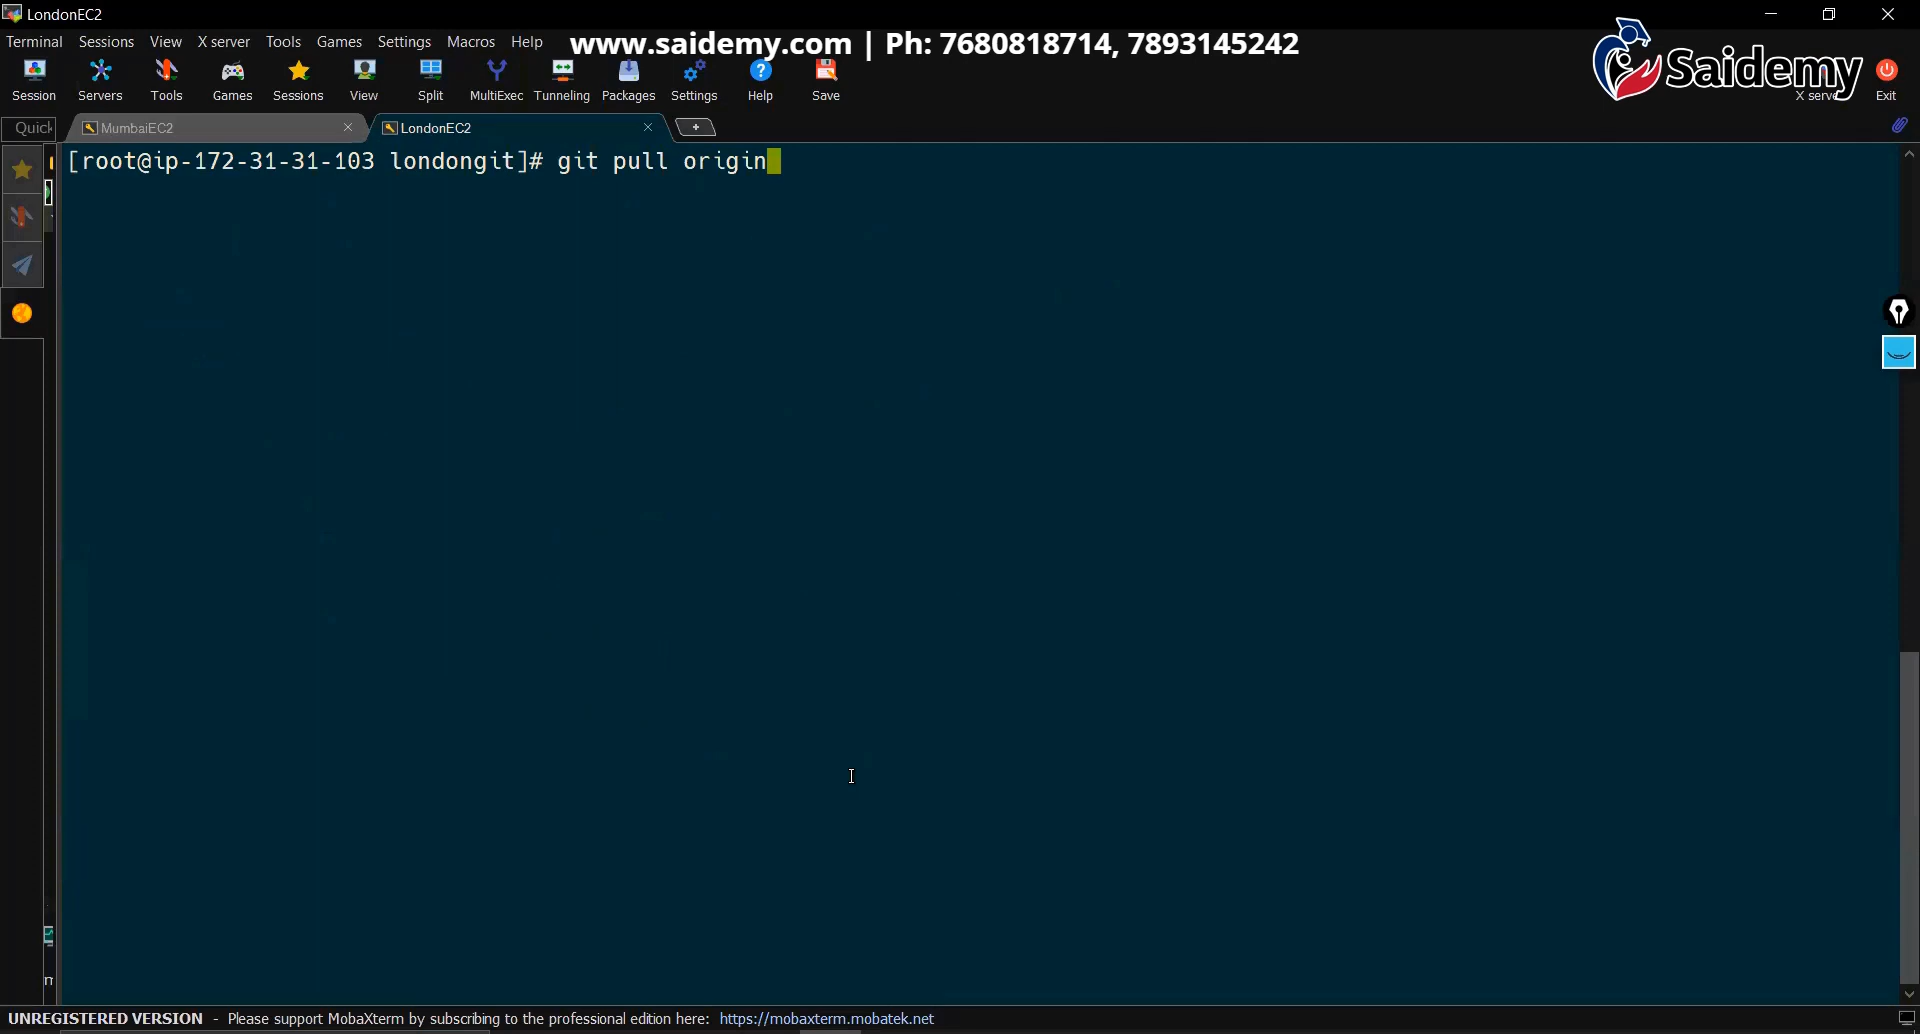 LondonEC2
Terminal Sessions View X server Tools Games Settings Macros Help
www.saidemy.com | Ph: 7680818714, 7893145242
Saidemy
Session Servers Tools Games Sessions View Split MultiExec Tunneling Packages Settings Help Save X serve Exit
Quick MumbaiEC2 LondonEC2
[root@ip-172-31-31-103 londongit]# git pull origin
UNREGISTERED VERSION - Please support MobaXterm by subscribing to the professional edition here: https://mobaxterm.mobatek.net